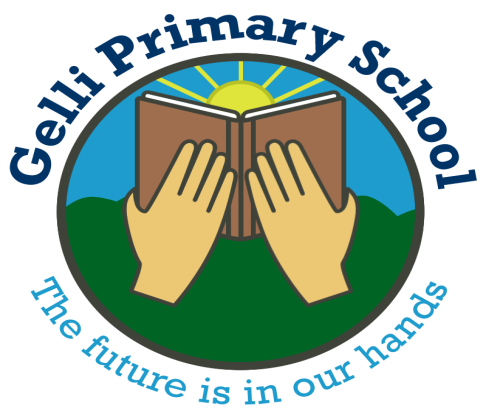 Gelli Primary School
The future is in our hands